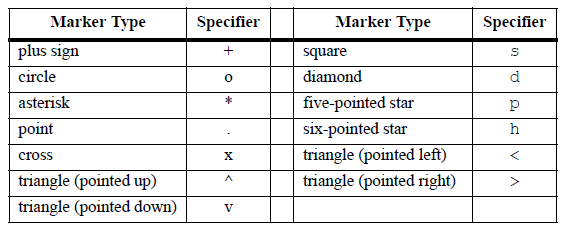 Marker Type Specifier Marker Type Specifier
plus sign + square s
circle o diamond d
asterisk * five-pointed star p
point . six-pointed star h
cross x triangle (pointed left) <
triangle (pointed up) ^ triangle (pointed right) >
triangle (pointed down) v